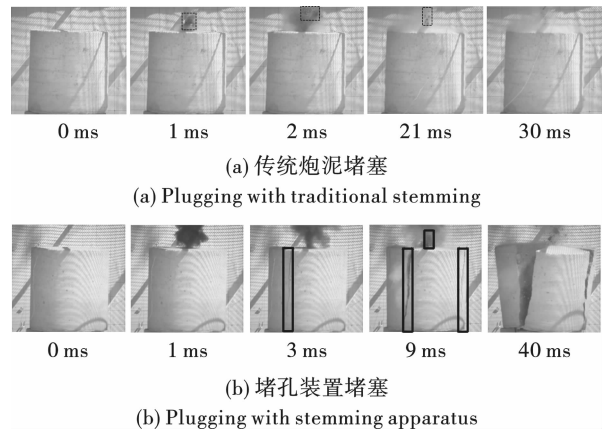 0 ms 1 ms 2 ms 21 ms 30 ms
(a) 传统炮泥堵塞
(a) Plugging with traditional stemming
0 ms 1 ms 3 ms 9 ms 40 ms
(b) 堵孔装置堵塞
(b) Plugging with stemming apparatus